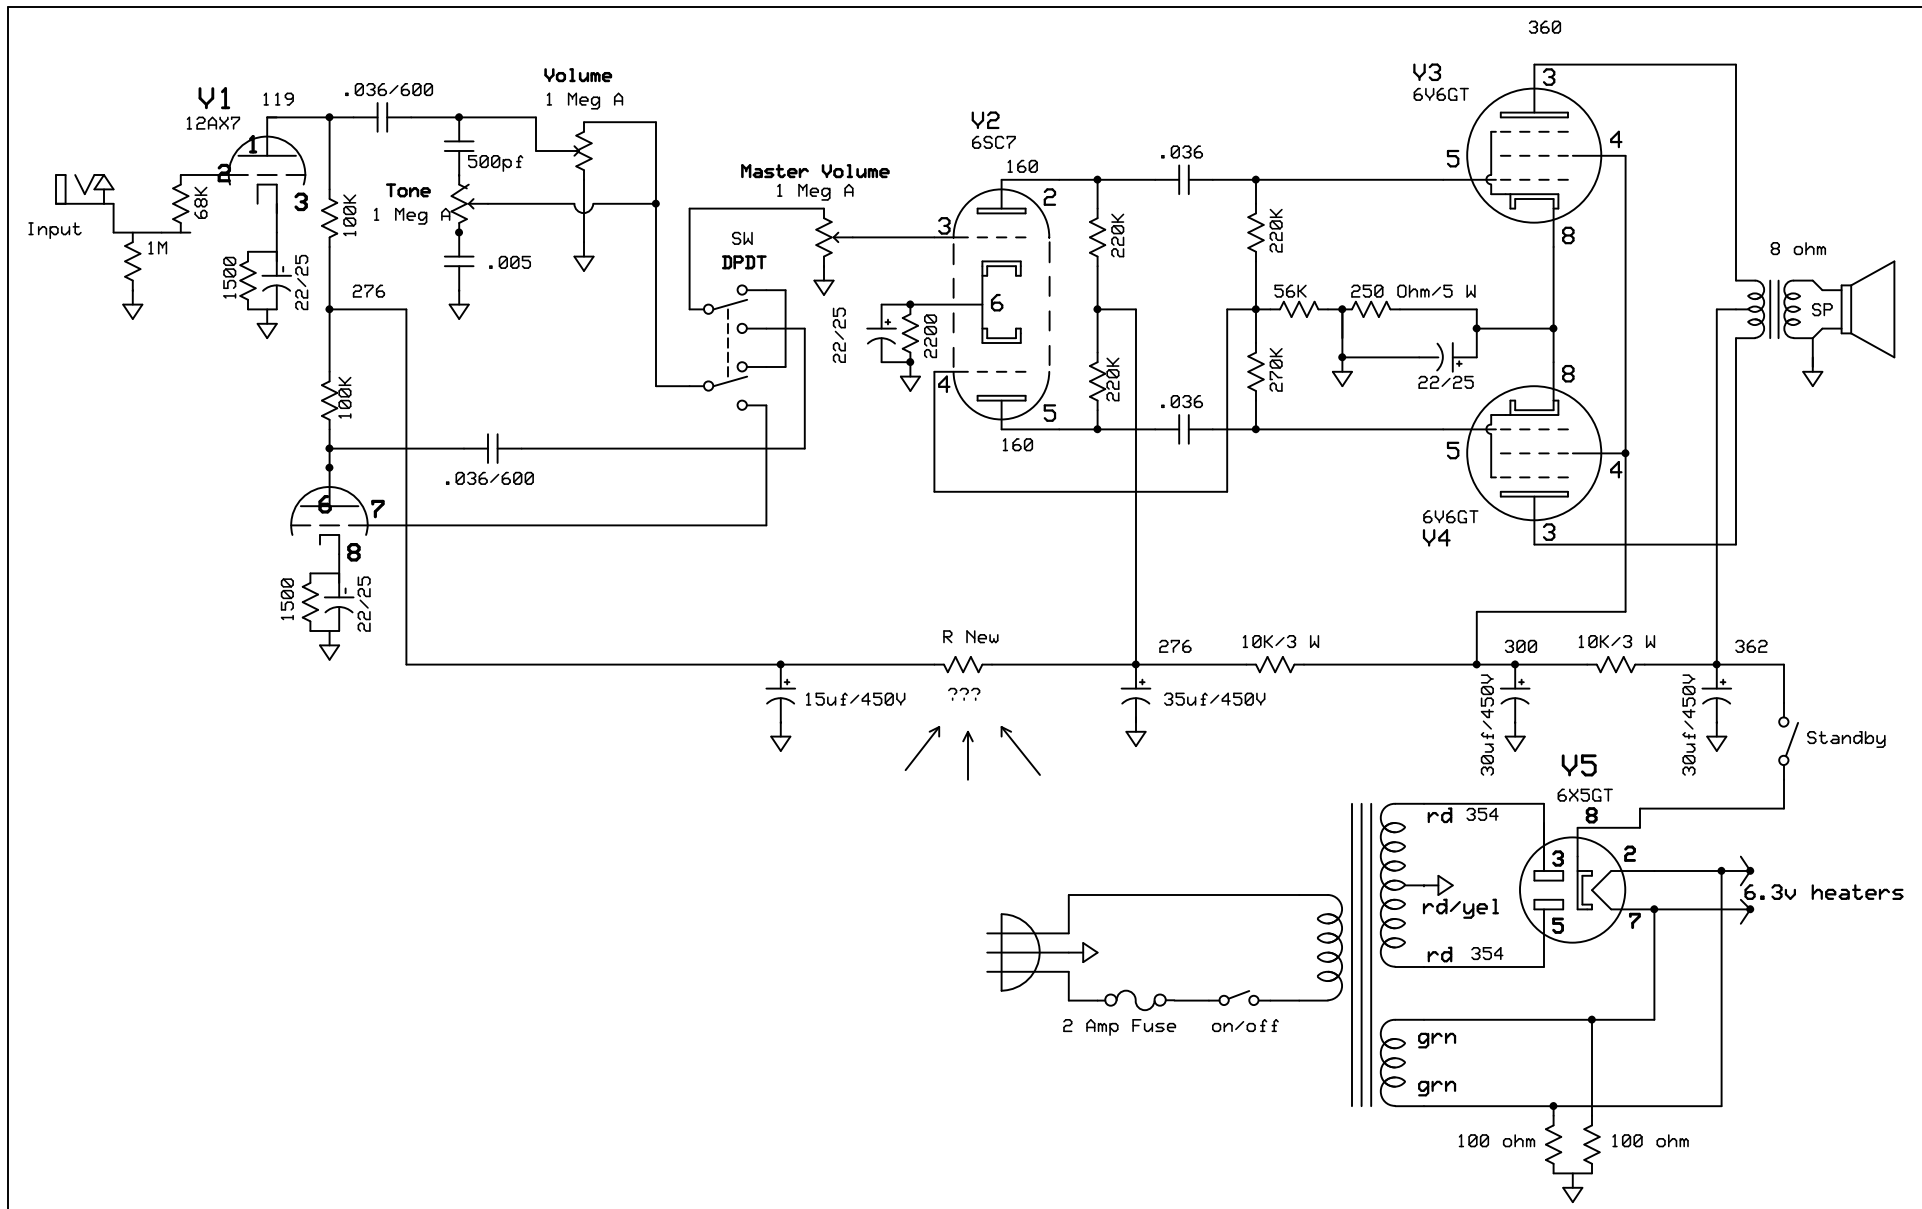 360
V1
12AX7
119
.036/600
Volume
1 Meg A
1
2
3
68K
Input
1M
100K
500pf
Tone
1 Meg A
.005
1500
22/25
276
100K
.036/600
6
7
8
1500
22/25
Master Volume
1 Meg A
SW
DPDT
V2
6SC7
160
2
3
6
4
5
160
22/25
2200
220K
220K
.036
.036
220K
270K
56K
250 Ohm/5 W
22/25
V3
6V6GT
3
5
4
8
8
5
4
6V6GT
V4
3
8 ohm
SP
R New
???
15uf/450V
276
35uf/450V
10K/3 W
300
30uf/450V
10K/3 W
362
30uf/450V
Standby
V5
6X5GT
8
3
5
2
7
6.3v heaters
rd 354
rd/yel
rd 354
grn
grn
2 Amp Fuse
on/off
100 ohm
100 ohm